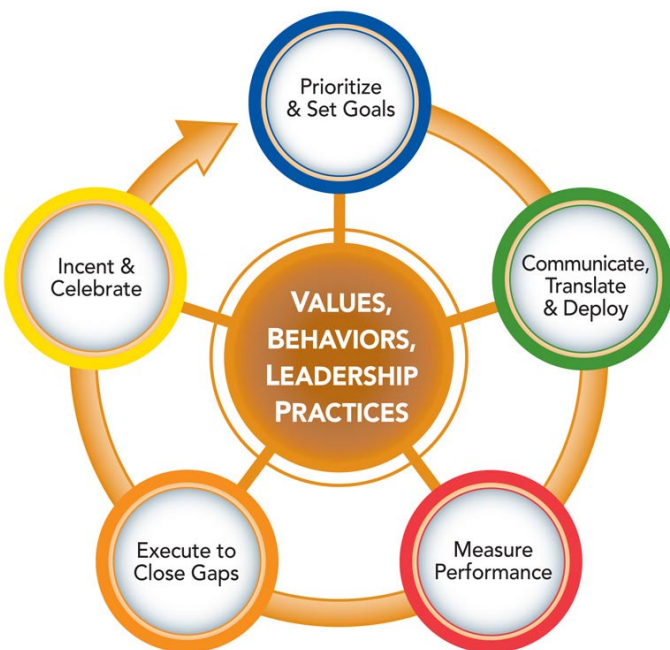 Prioritize
& Set Goals
Communicate,
Translate
& Deploy
Measure
Performance
Execute to
Close Gaps
Incent &
Celebrate
VALUES,
BEHAVIORS,
LEADERSHIP
PRACTICES